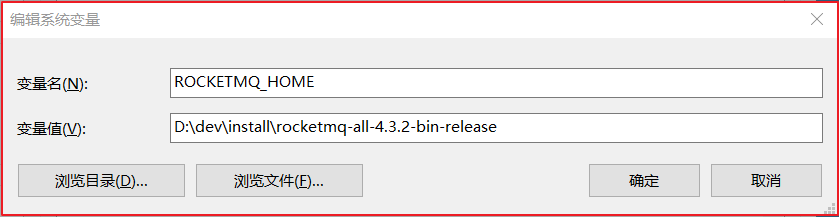 编辑系统变量
变量名(N): ROCKETMQ_HOME
变量值(V): D:\dev\install\rocketmq-all-4.3.2-bin-release
浏览目录(D)... 浏览文件(F)... 确定 取消